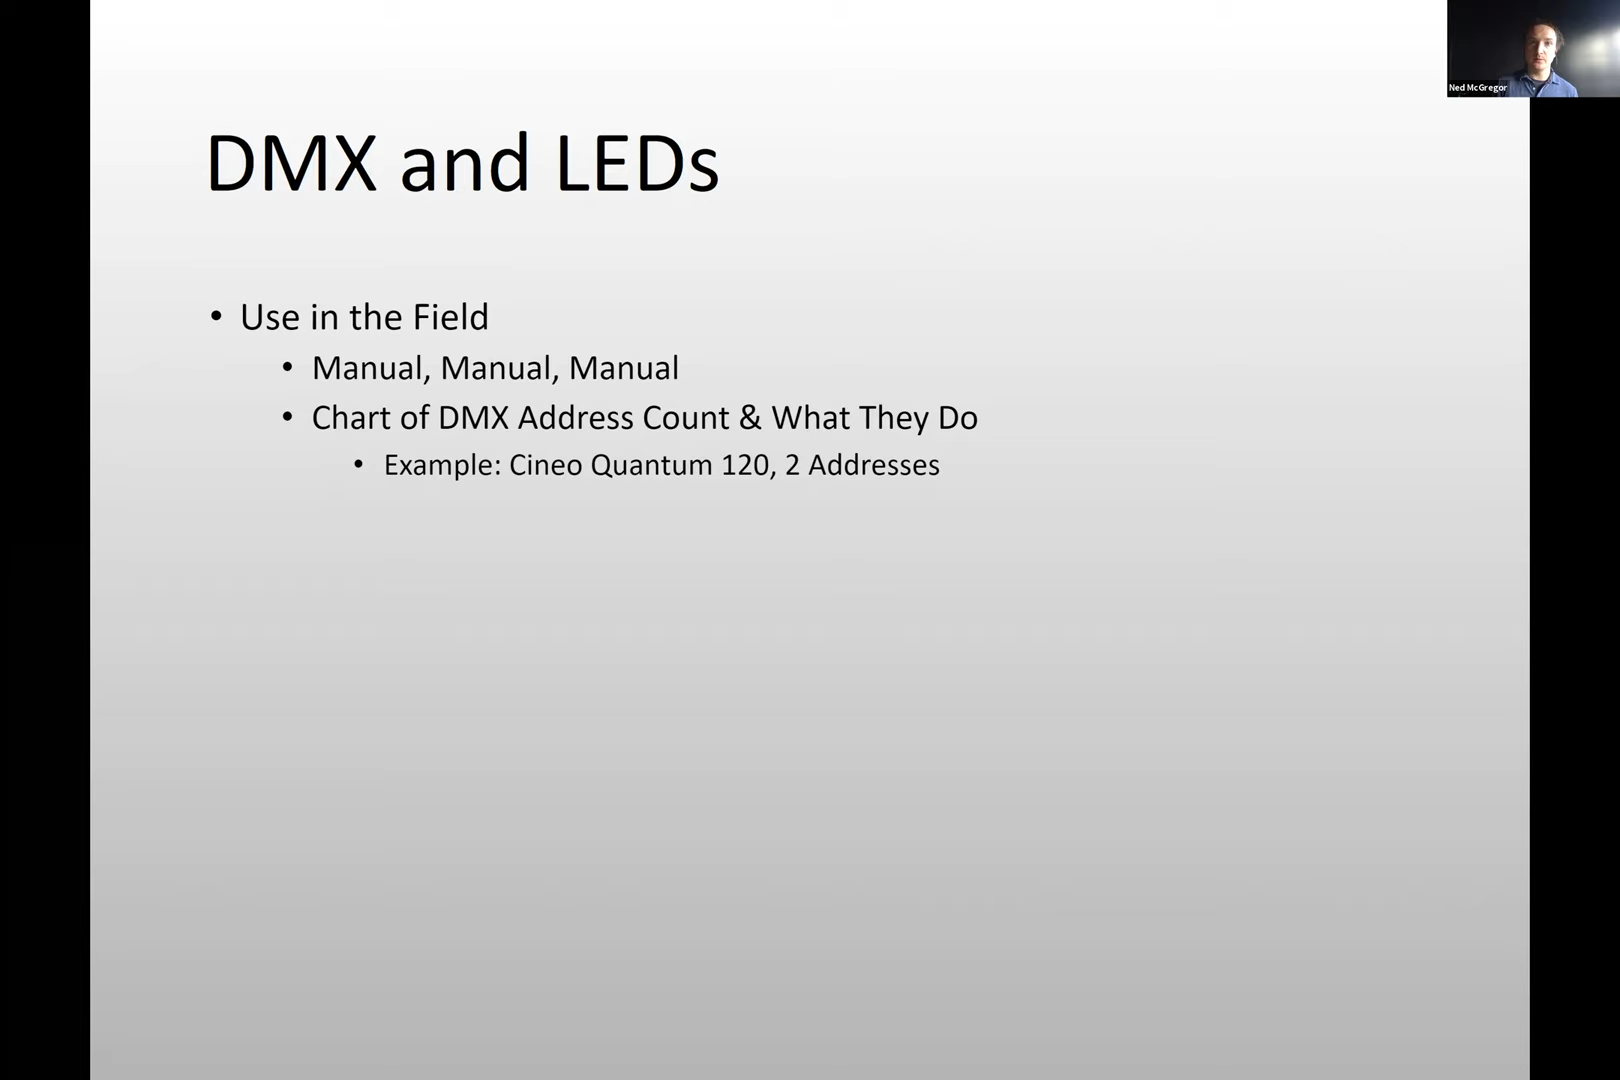 Ned McGregor
DMX and LEDs
• Use in the Field
• Manual, Manual, Manual
• Chart of DMX Address Count & What They Do
• Example: Cineo Quantum 120, 2 Addresses